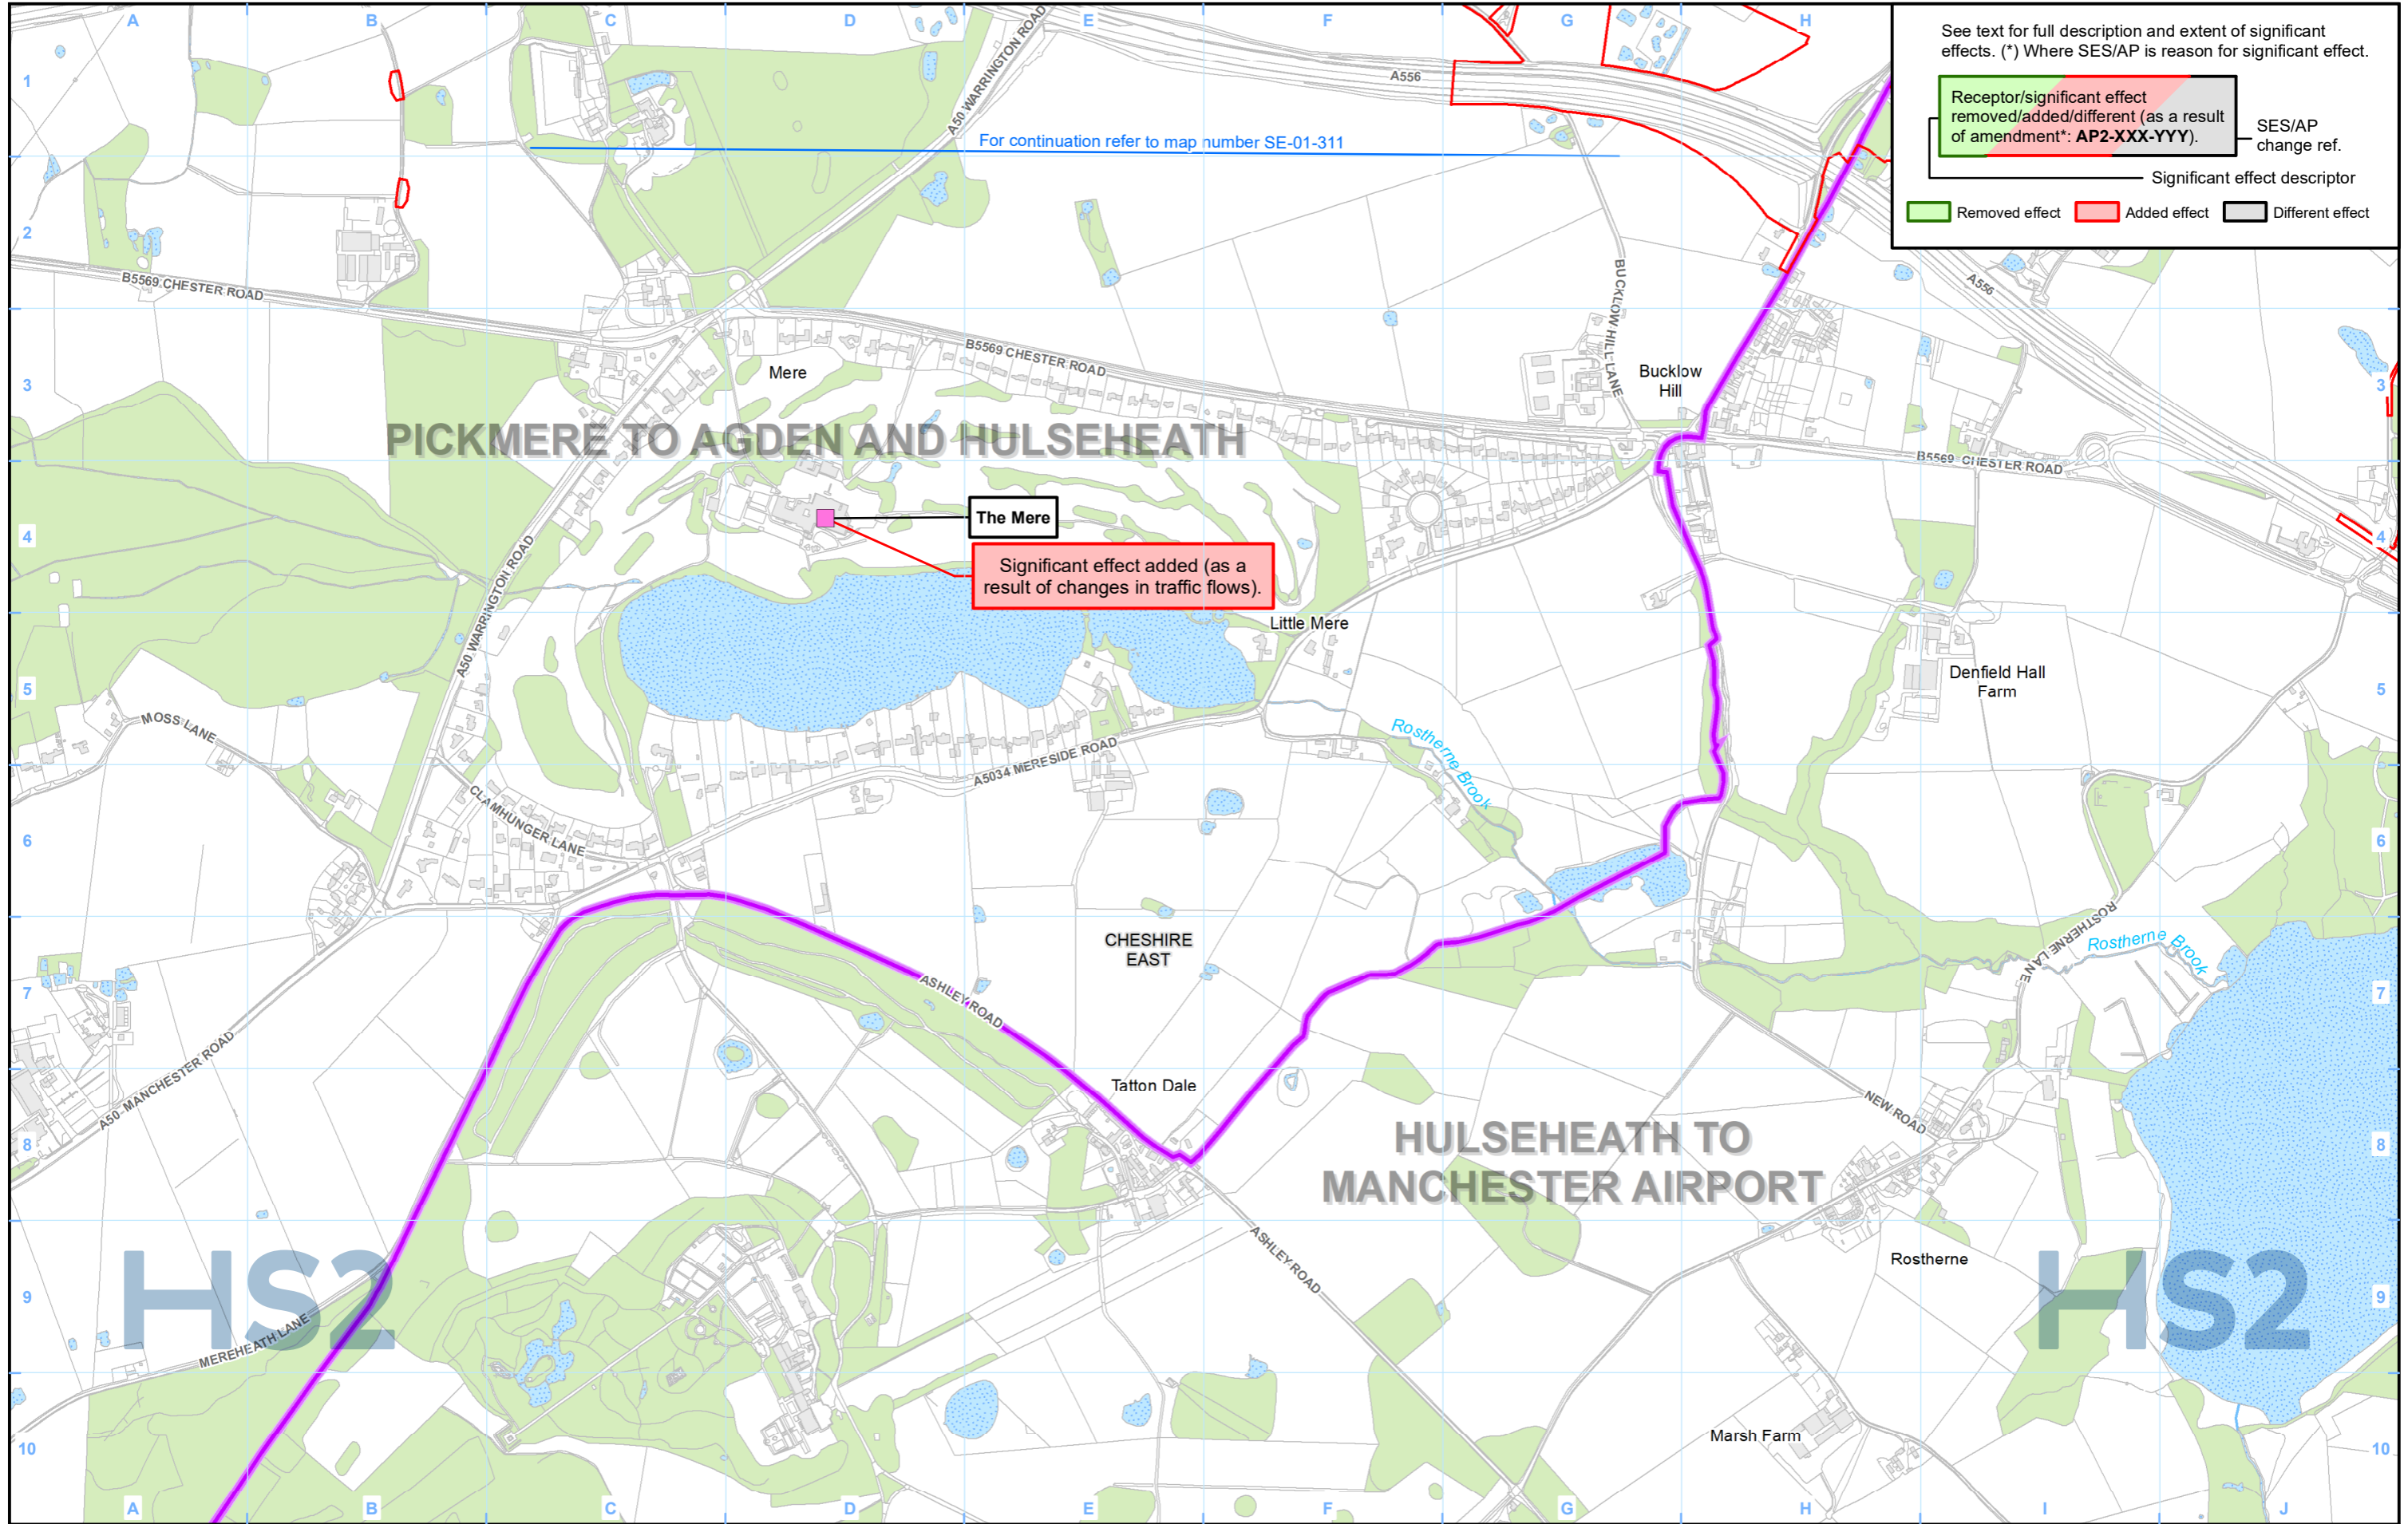 A B C D E F G H
See text for full description and extent of significant
effects. (*) Where SES/AP is reason for significant effect.
Receptor/significant effect
removed/added/different (as a result
of amendment*: AP2-XXX-YYY).
SES/AP
change ref.
Significant effect descriptor
Removed effect
Added effect
Different effect
1
A50 WARRINGTON ROAD
A556
For continuation refer to map number SE-01-311
2
B5569 CHESTER ROAD
BUCKLOW HILL LANE
A556
3
Mere
B5569 CHESTER ROAD
Bucklow
Hill
3
PICKMERE TO AGDEN AND HULSEHEATH
B5569 CHESTER ROAD
4
A50 WARRINGTON ROAD
The Mere
Significant effect added (as a
result of changes in traffic flows).
4
Little Mere
5
MOSS LANE
Denfield Hall
Farm
5
Rostherne Brook
A5034 MERESIDE ROAD
CLAMHUNGER LANE
6
6
ROSTHERNE LANE
CHESHIRE
EAST
Rostherne Brook
7
ASHLEY ROAD
7
A50 MANCHESTER ROAD
Tatton Dale
NEW ROAD
8
HULSEHEATH TO
MANCHESTER AIRPORT
8
ASHLEY ROAD
Rostherne
9
HS2
HS2
9
MEREHEATH LANE
Marsh Farm
10
10
A B C D E F G H I J